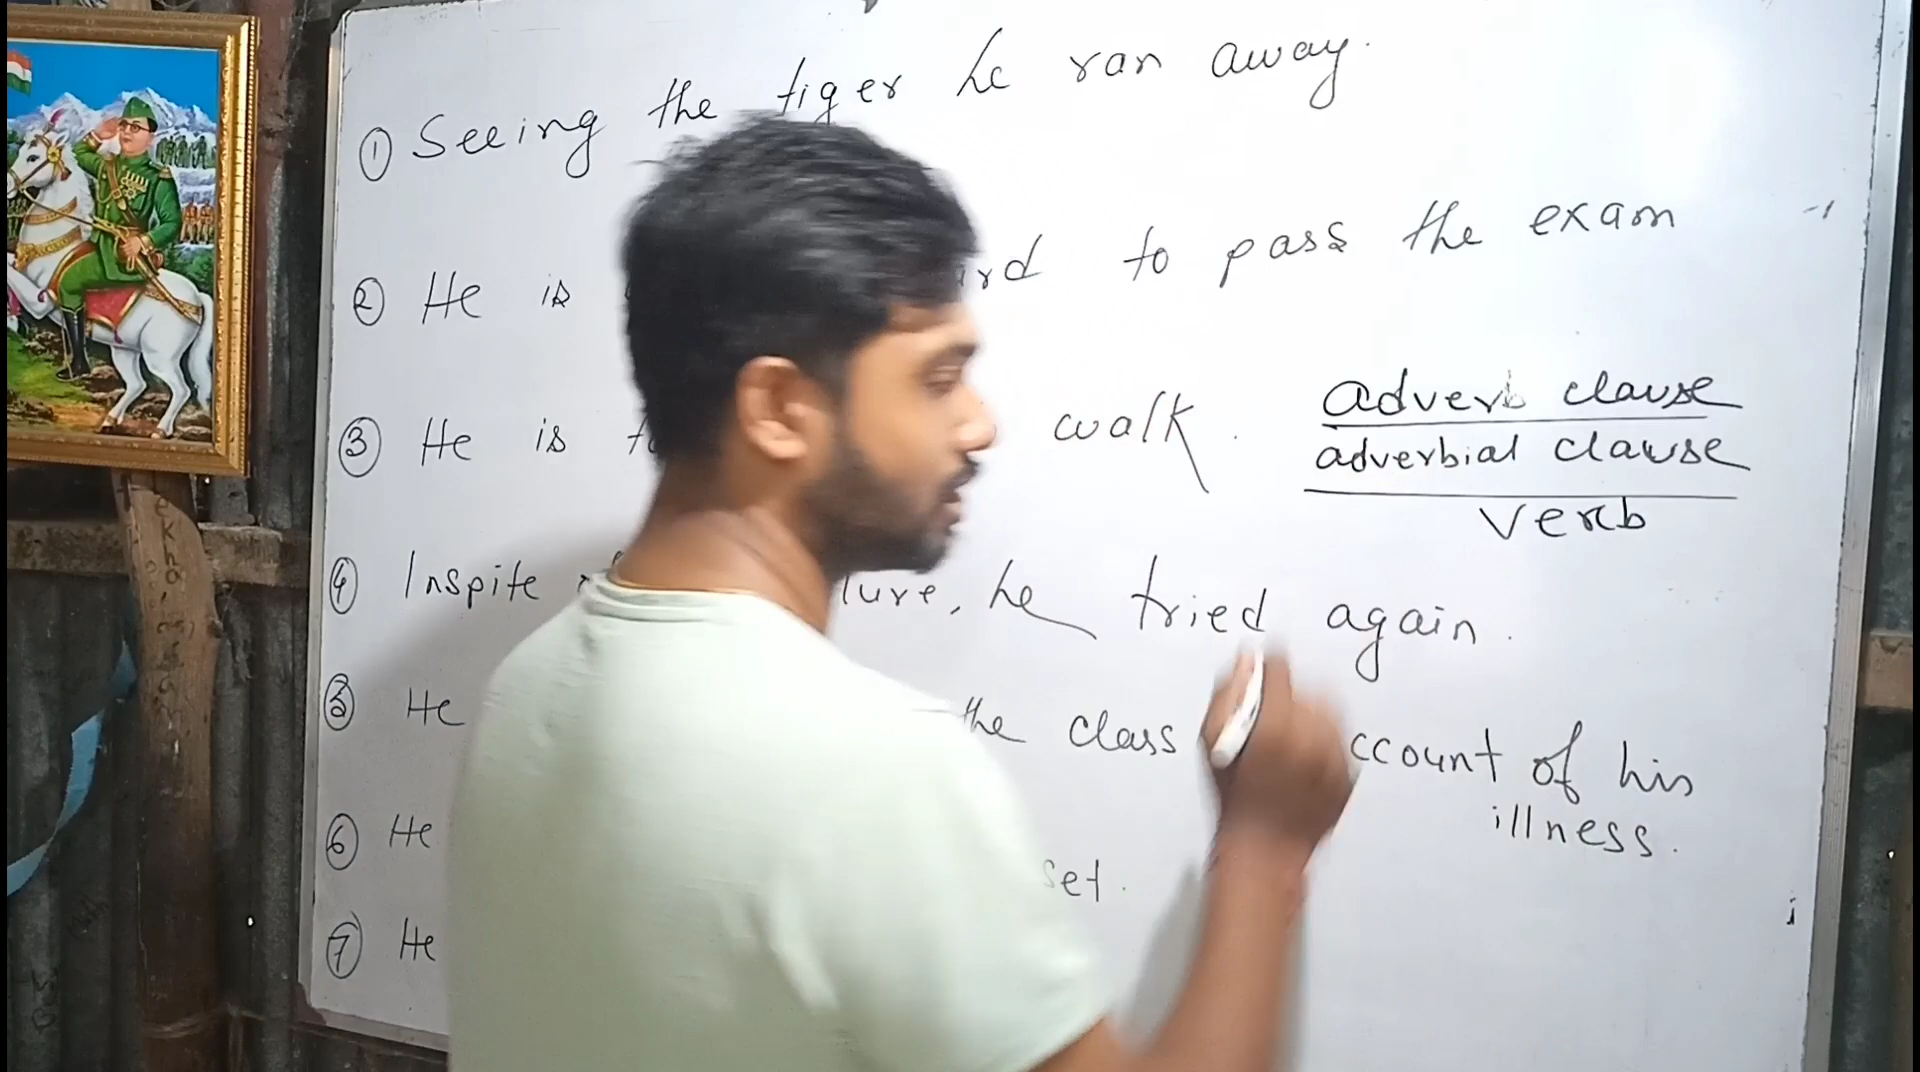 ① Seeing the tiger he ran away.
② He is to pass the exam
③ He is walk.
adverb clause
adverbial clause
verb
④ Inspite he tried again.
⑤ He the class ccount of his
illness.
⑥ He set.
⑦ He